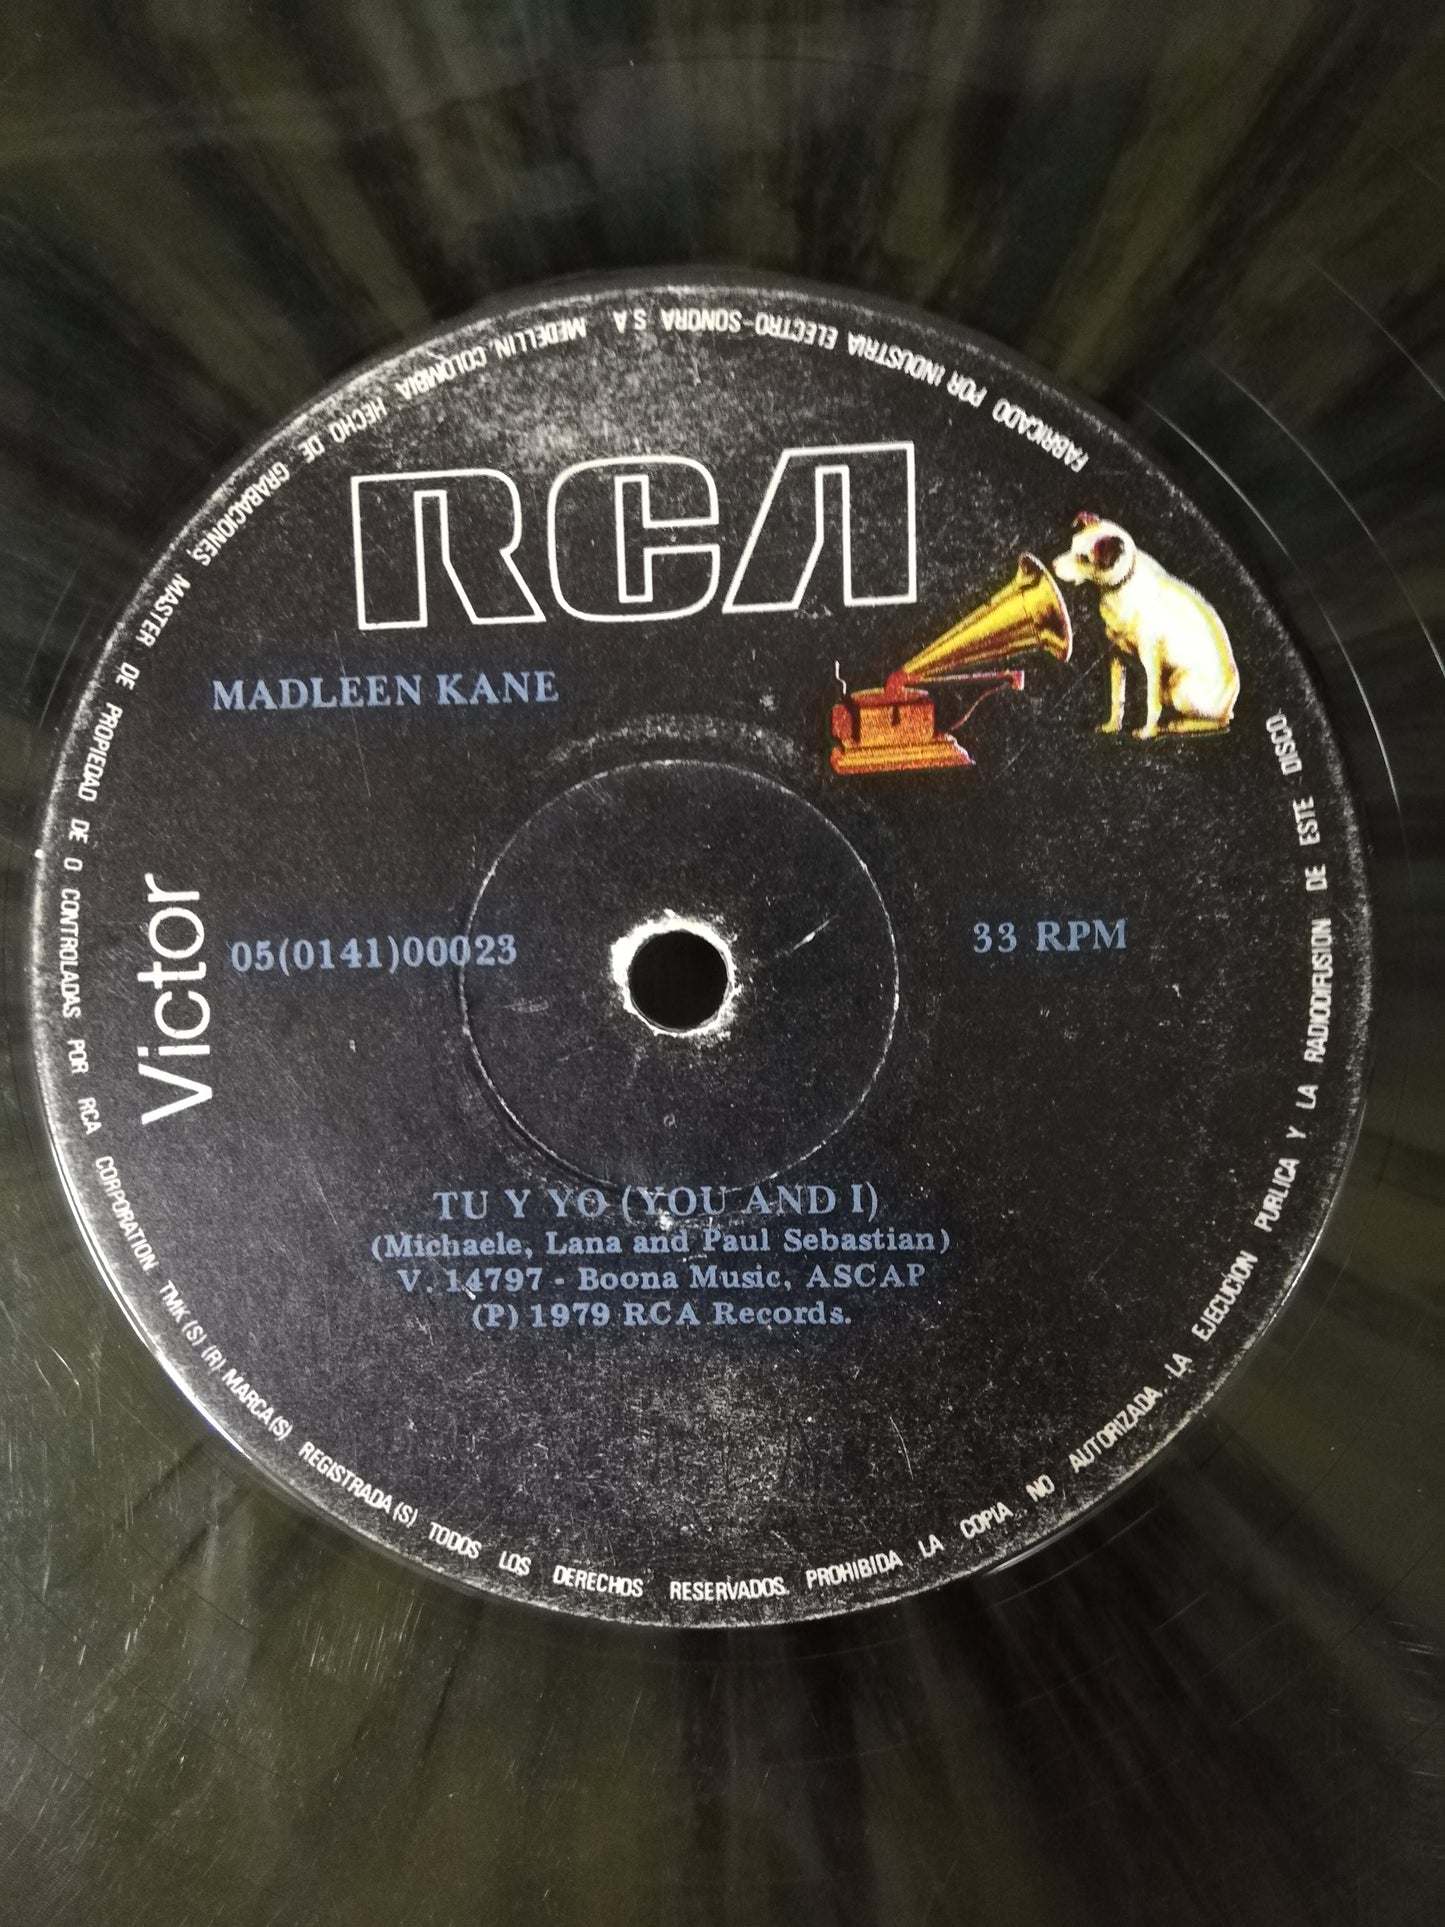 RCA
MADLEEN KANE
Victor
05(0141)00023
33 RPM
TU Y YO (YOU AND I)
(Michaele, Lana and Paul Sebastian)
V. 14797 - Boona Music, ASCAP
(P) 1979 RCA Records.
FABRICADO POR INDUSTRIA ELECTRO-SONORA S A MEDELLIN, COLOMBIA HECHO DE GRABACIONES, MASTER DE PROPIEDAD DE O CONTROLADAS POR RCA CORPORATION TMK (S) (R) MARCA (S) REGISTRADA (S) TODOS LOS DERECHOS RESERVADOS. PROHIBIDA LA COPIA NO AUTORIZADA, LA EJECUCION PUBLICA Y LA RADIODIFUSION DE ESTE DISCO.